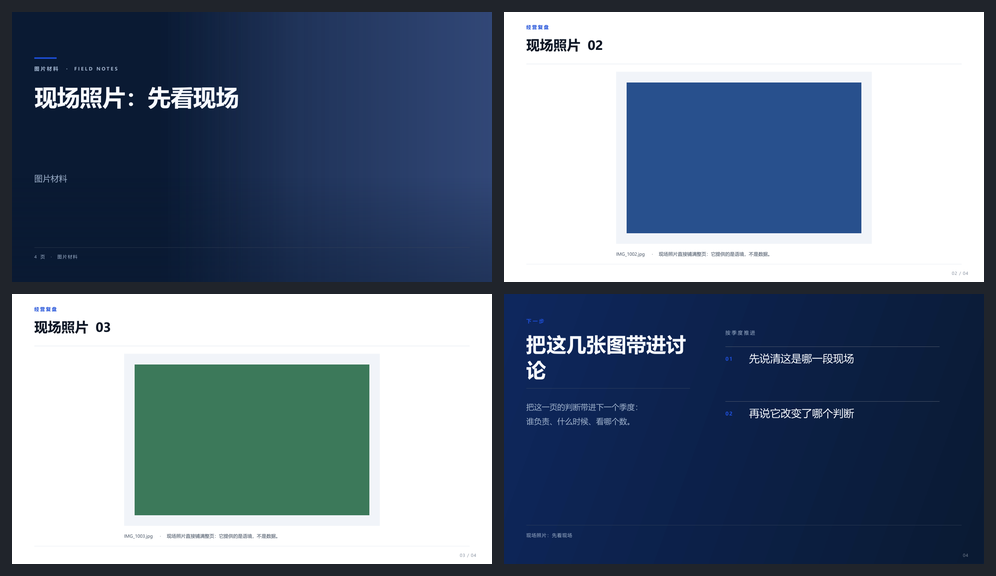 图片材料 · FIELD NOTES
现场照片：先看现场
图片材料
4 页 · 图片材料
经营复盘
现场照片 02
IMG_1002.jpg · 现场照片直接铺满整页：它提供的是语境，不是数据。
02 / 04
经营复盘
现场照片 03
IMG_1003.jpg · 现场照片直接铺满整页：它提供的是语境，不是数据。
03 / 04
下一步
把这几张图带进讨
论
把这一页的判断带进下一个季度：
谁负责、什么时候、看哪个数。
按季度推进
01 先说清这是哪一段现场
02 再说它改变了哪个判断
现场照片：先看现场
04